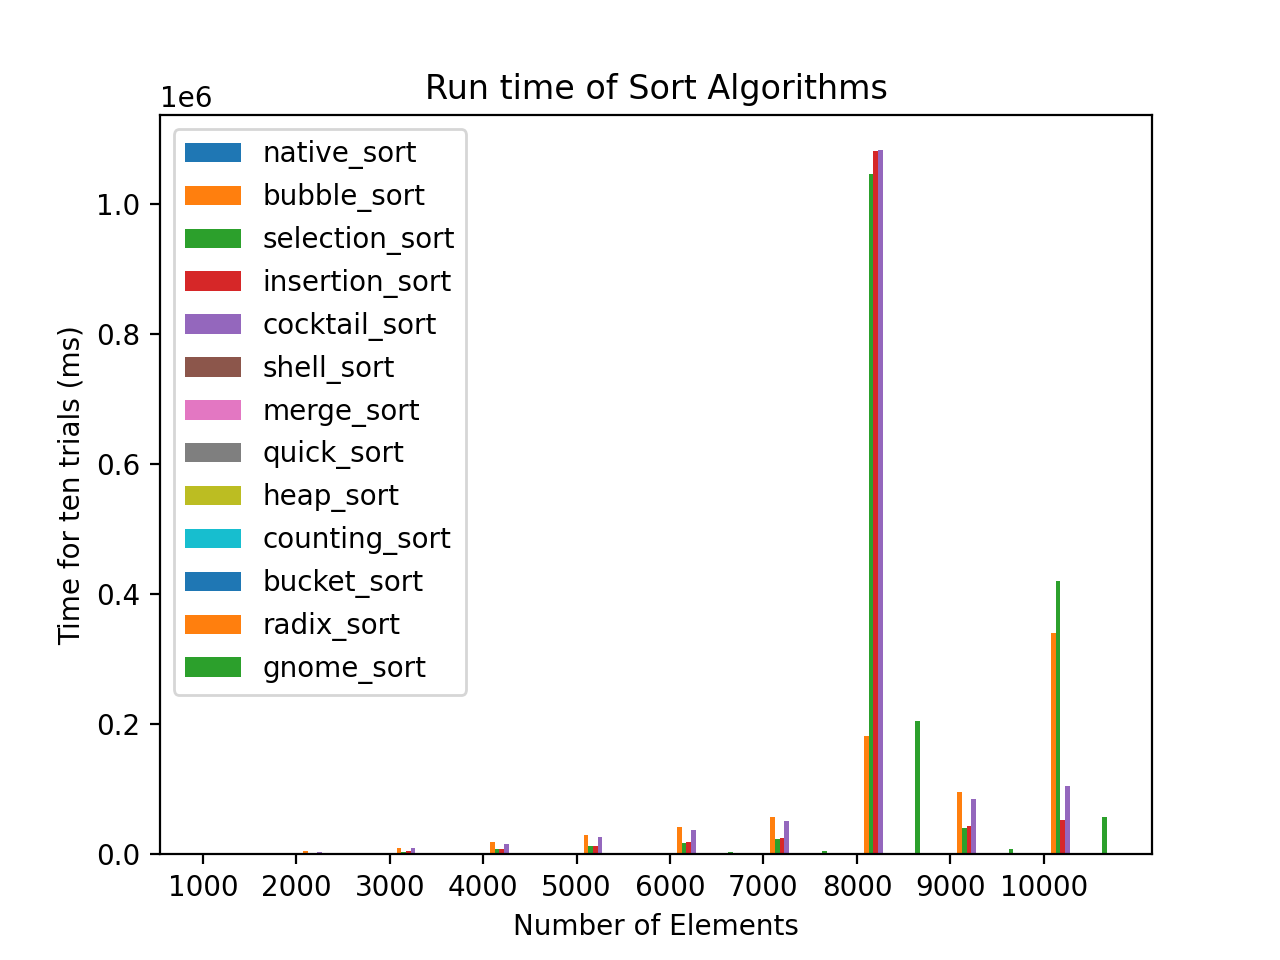 Run time of Sort Algorithms
1e6
native_sort
bubble_sort
selection_sort
insertion_sort
cocktail_sort
shell_sort
merge_sort
quick_sort
heap_sort
counting_sort
bucket_sort
radix_sort
gnome_sort
1.0
0.8
0.6
0.4
0.2
0.0
Time for ten trials (ms)
1000 2000 3000 4000 5000 6000 7000 8000 9000 10000
Number of Elements